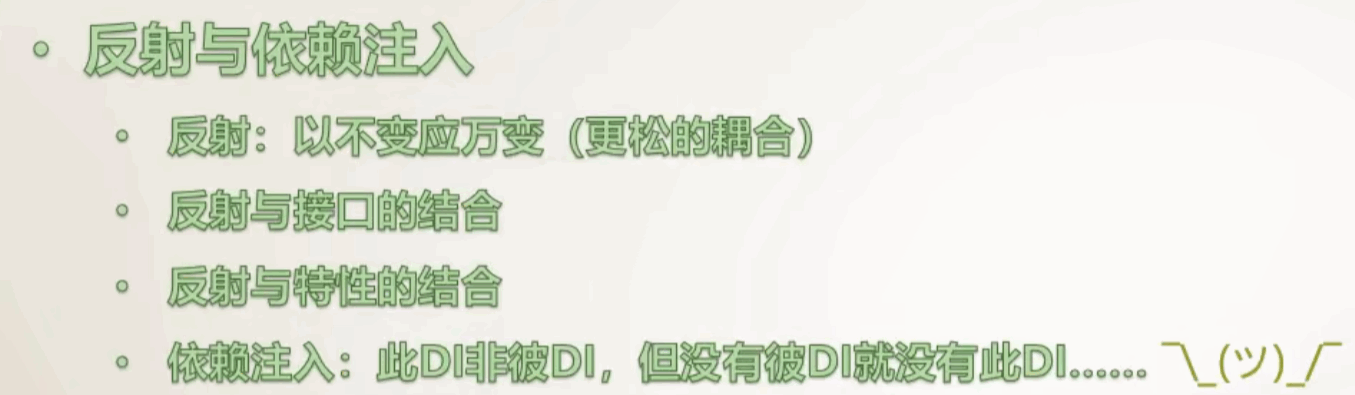 • 反射与依赖注入
• 反射：以不变应万变（更松的耦合）
• 反射与接口的结合
• 反射与特性的结合
• 依赖注入：此DI非彼DI，但没有彼DI就没有此DI…… ¯\_(ツ)_/¯